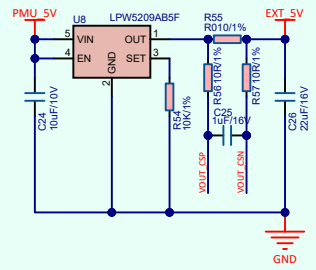 PMU_5V
U8
LPW5209AB5F
R55
R010/1%
EXT_5V
5
VIN
OUT
1
4
EN
SET
3
GND
2
C24
10uF/10V
R54
10K/1%
R56
10R/1%
R57
10R/1%
C25
1uF/16V
C26
22uF/16V
VOUT_CSP
VOUT_CSN
GND